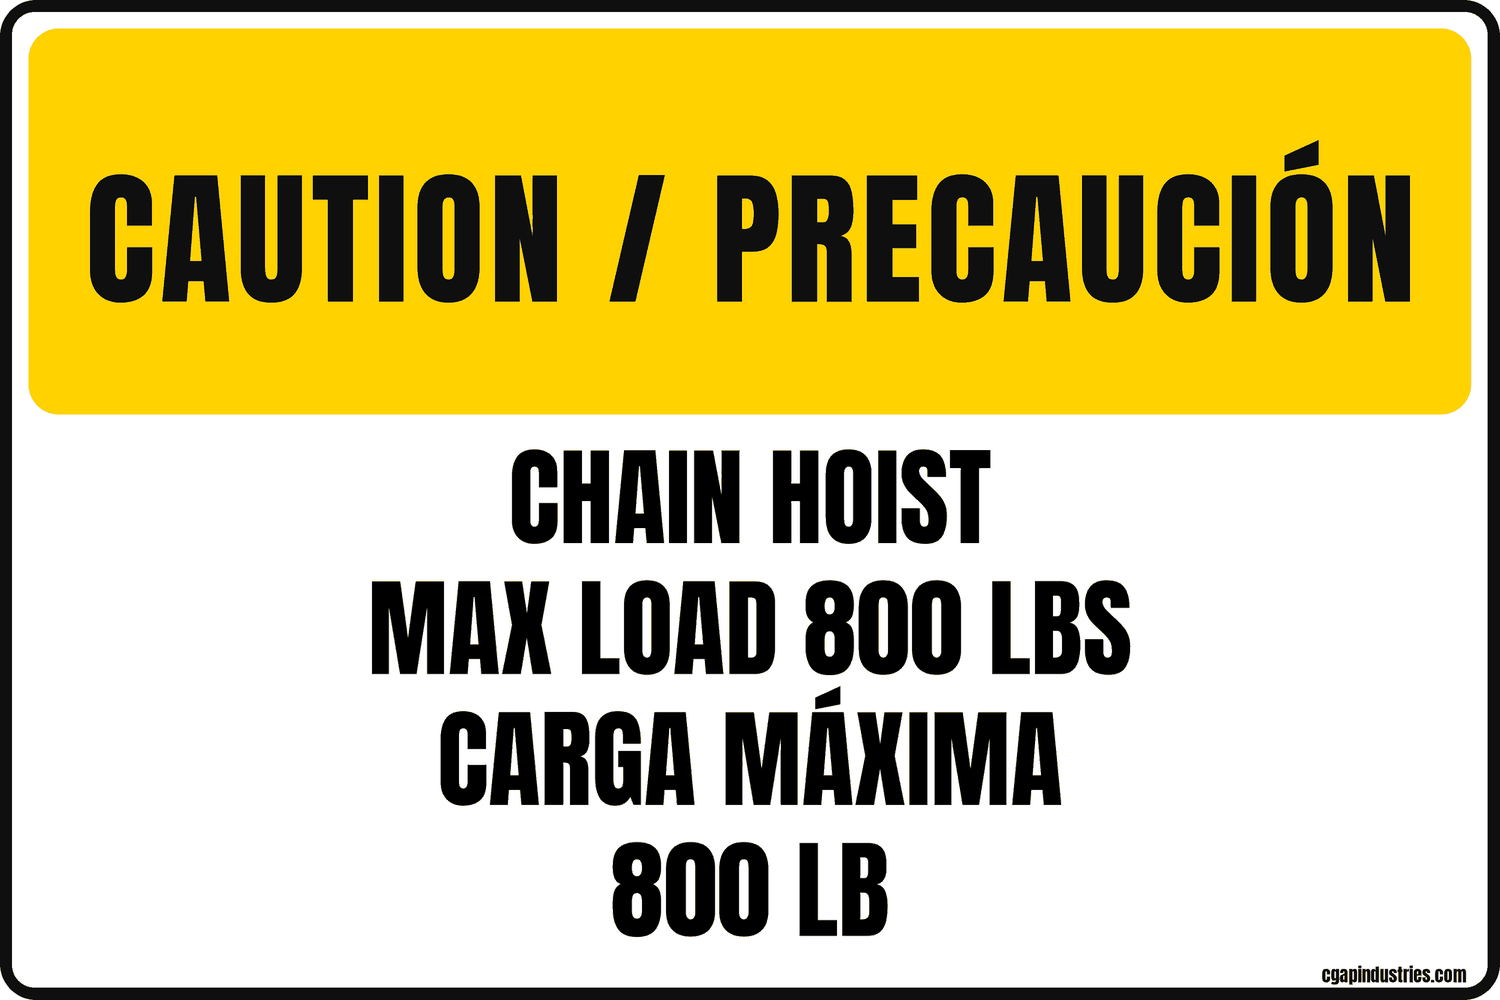 CAUTION / PRECAUCIÓN
CHAIN HOIST
MAX LOAD 800 LBS
CARGA MÁXIMA
800 LB
cgapindustries.com